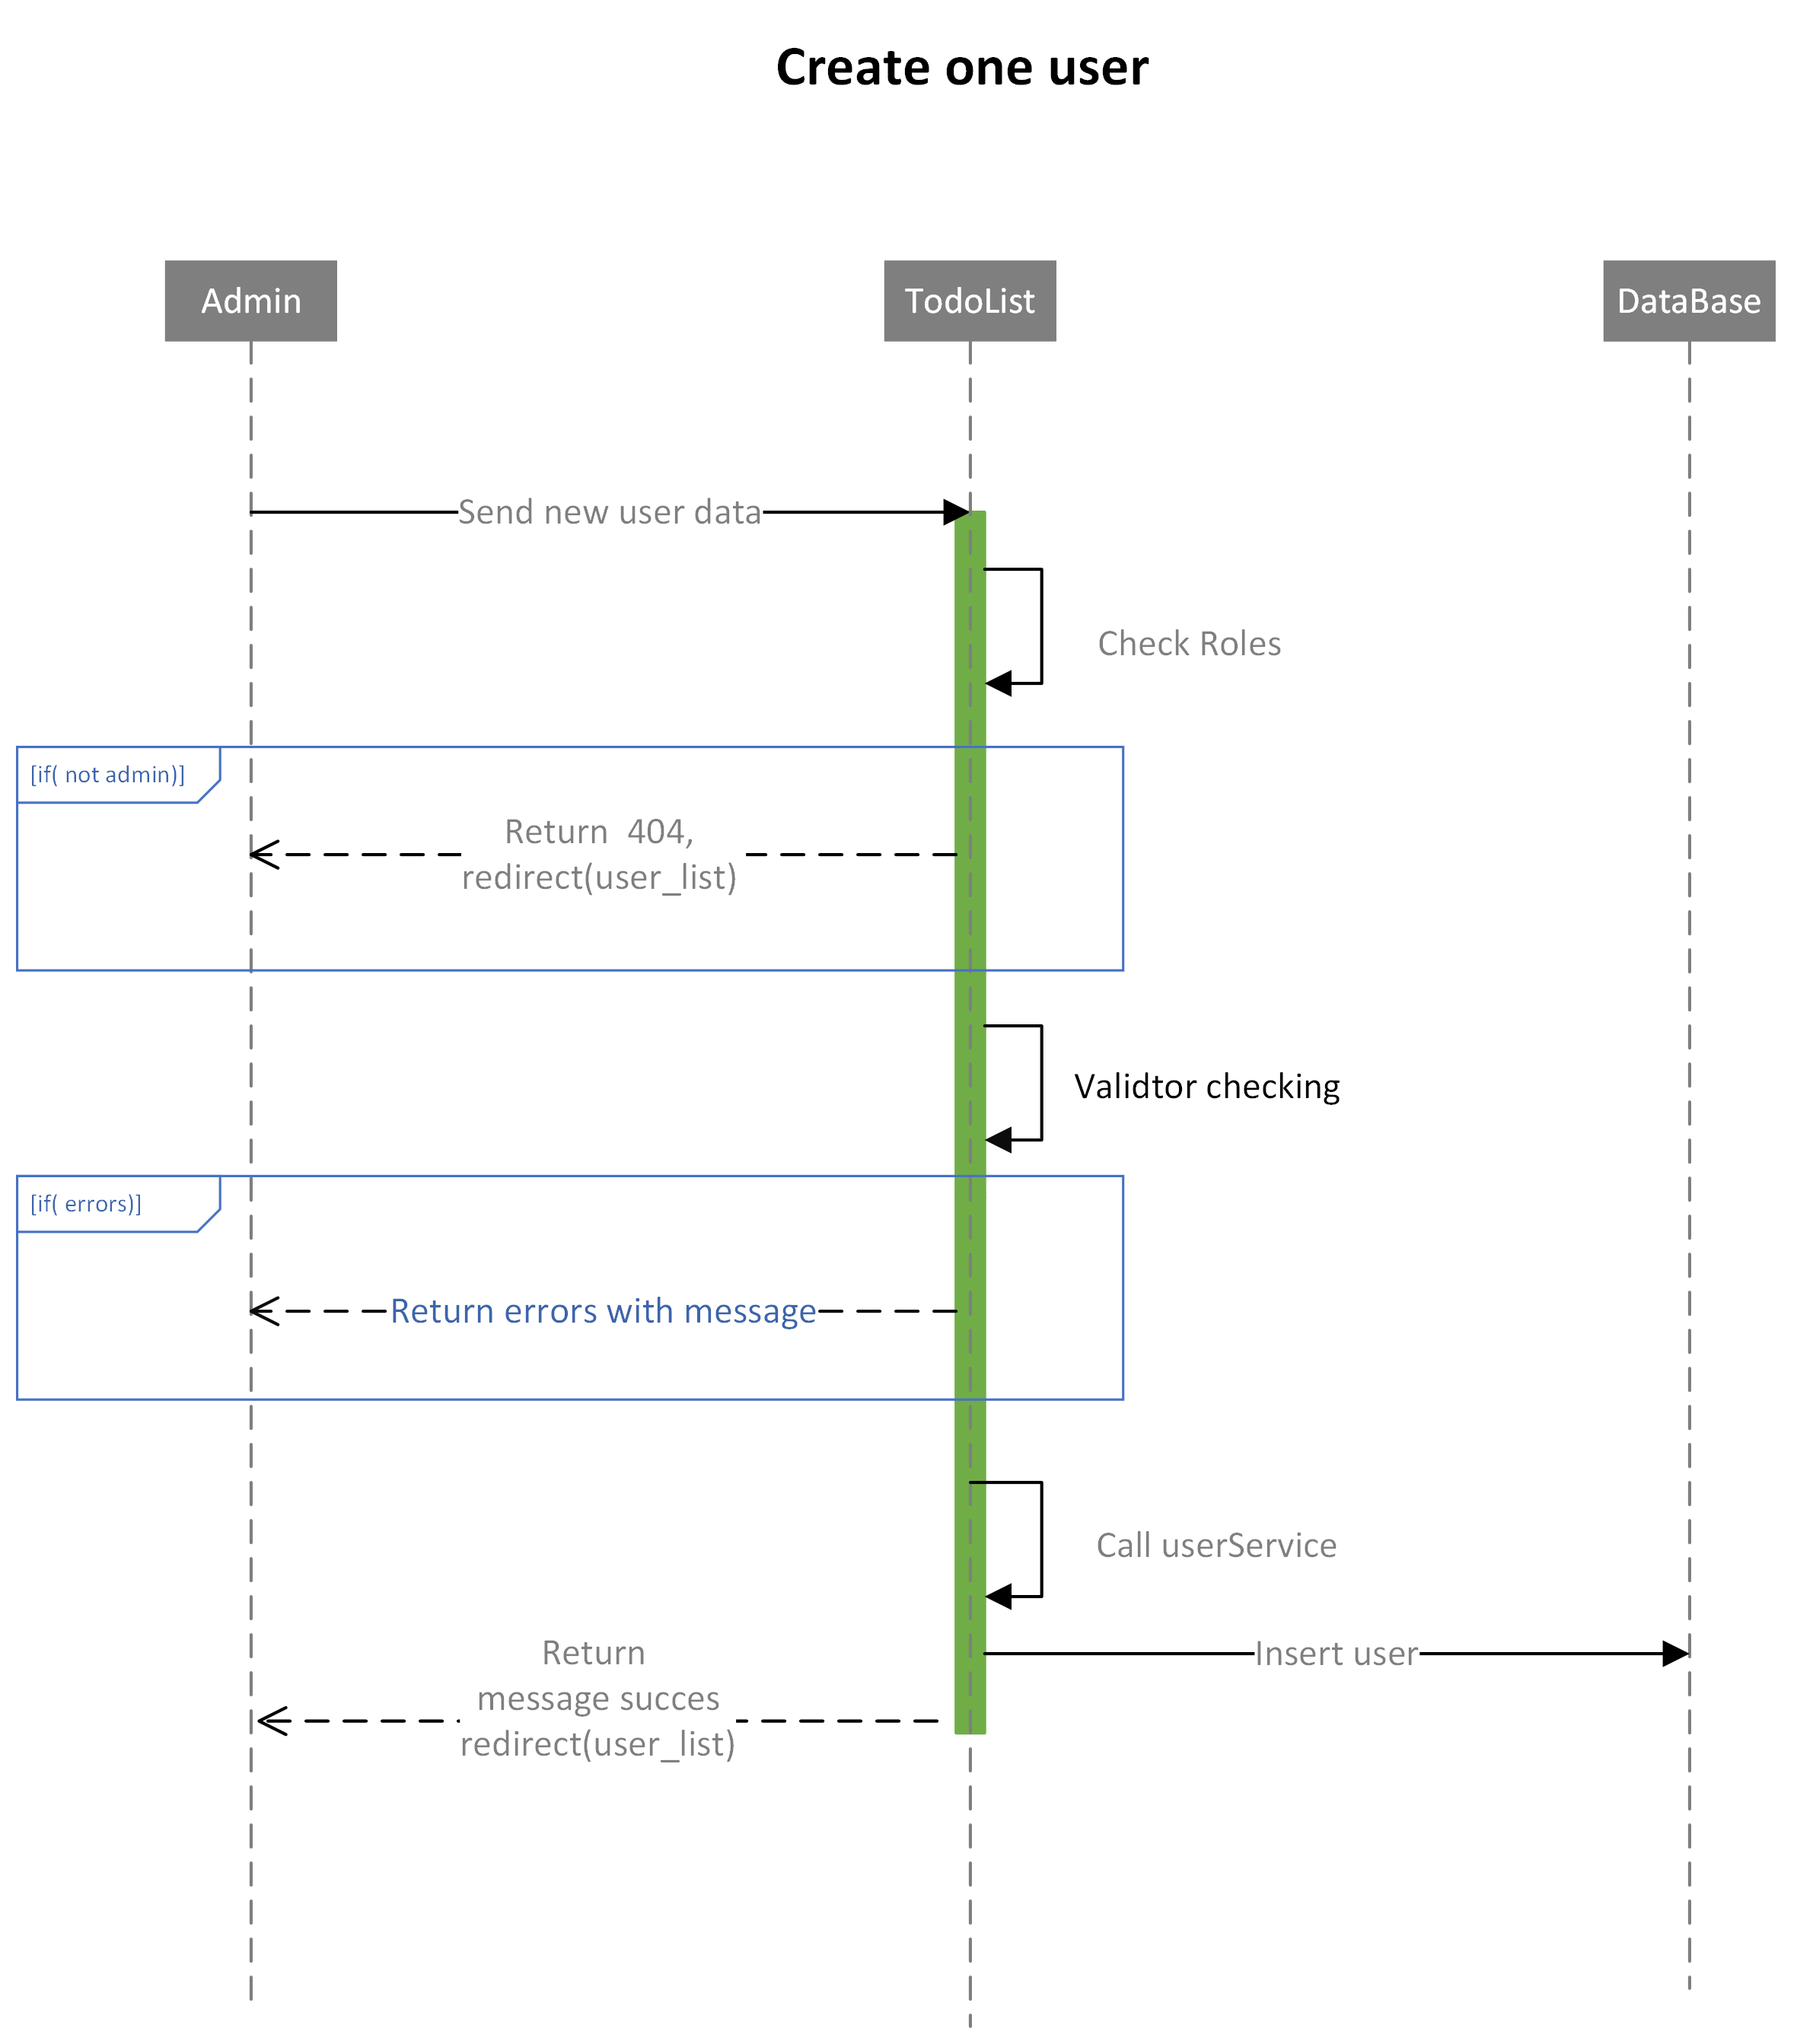 Create one user
Admin
TodoList
DataBase
Send new user data
Check Roles
[if( not admin)]
Return  404,
redirect(user_list)
Validtor checking
[if( errors)]
Return errors with message
Call userService
Insert user
Return
message succes
redirect(user_list)